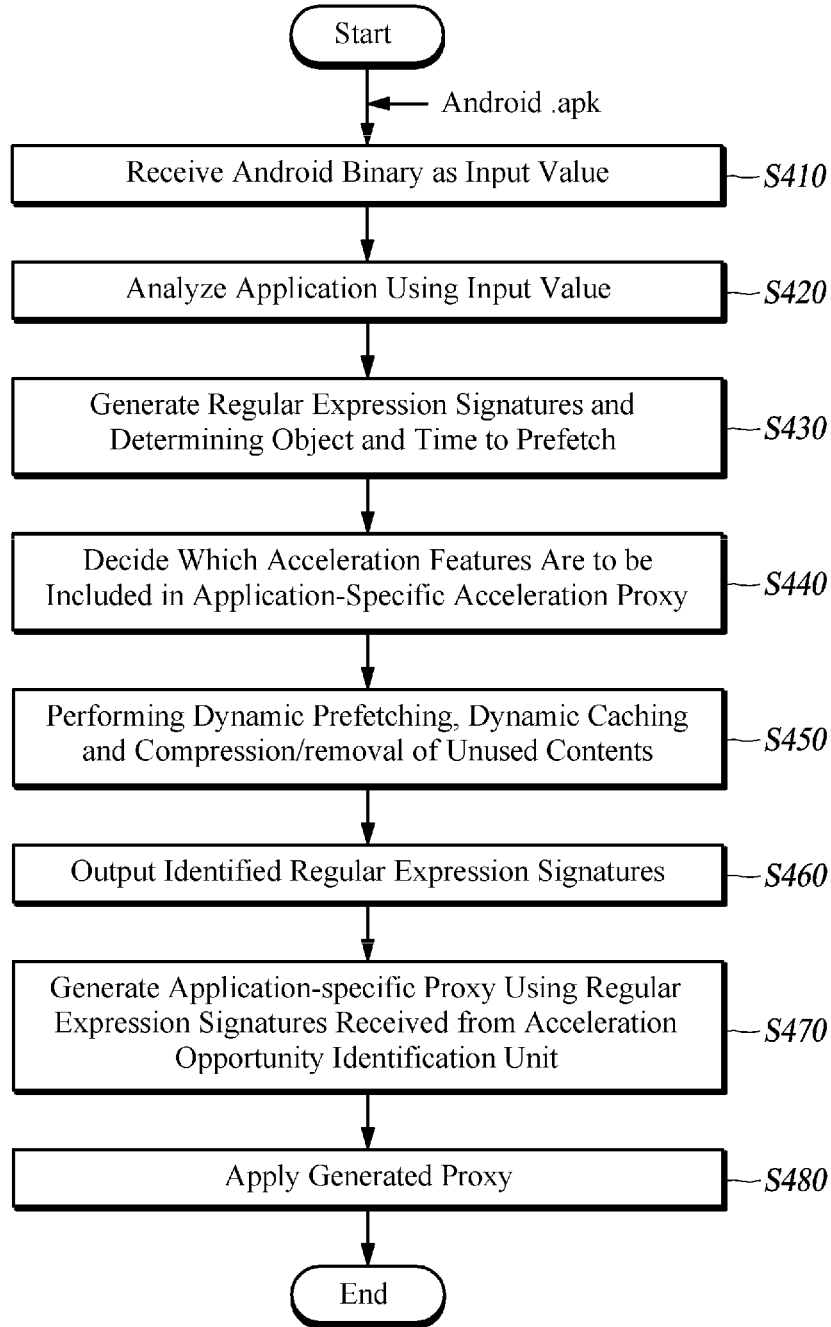 Start
Android .apk
Receive Android Binary as Input Value
S410
Analyze Application Using Input Value
S420
Generate Regular Expression Signatures and
Determining Object and Time to Prefetch
S430
Decide Which Acceleration Features Are to be
Included in Application-Specific Acceleration Proxy
S440
Performing Dynamic Prefetching, Dynamic Caching
and Compression/removal of Unused Contents
S450
Output Identified Regular Expression Signatures
S460
Generate Application-specific Proxy Using Regular
Expression Signatures Received from Acceleration
Opportunity Identification Unit
S470
Apply Generated Proxy
S480
End